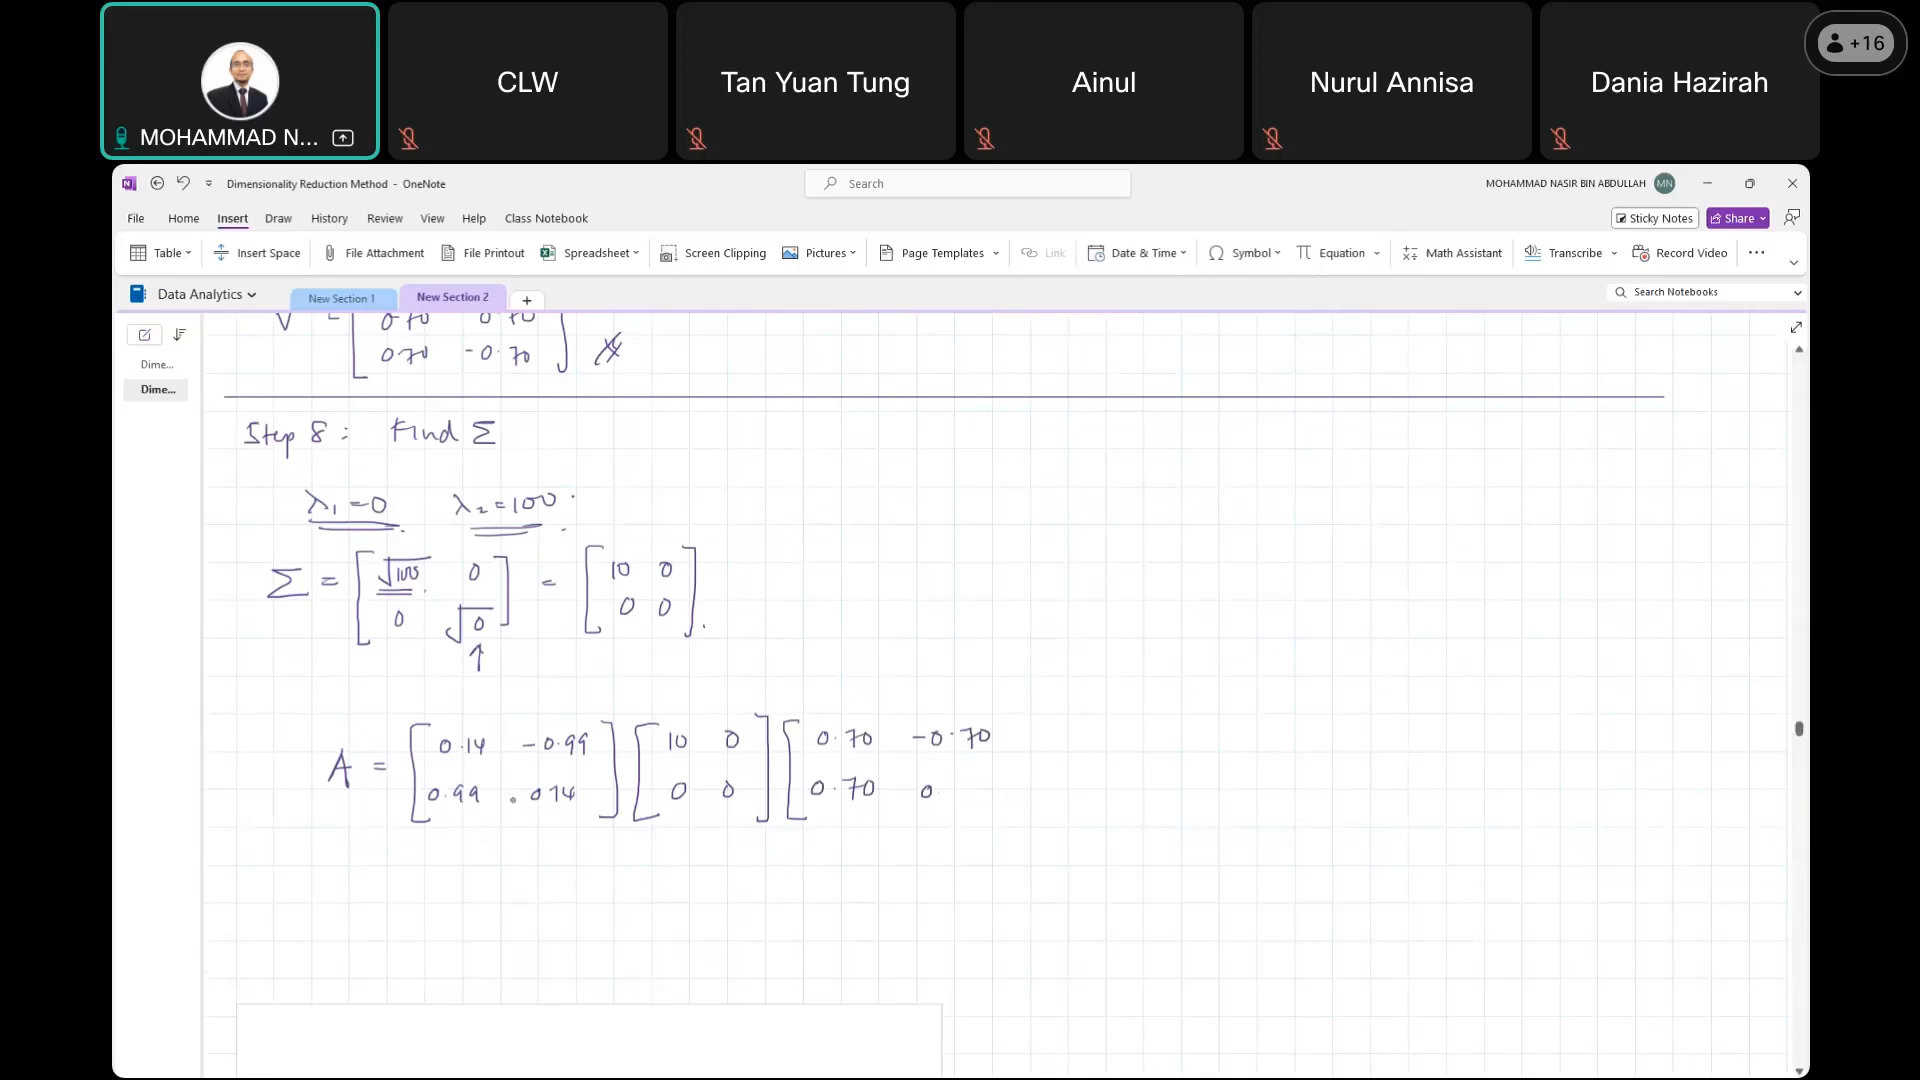 +16
CLW
Tan Yuan Tung
Ainul
Nurul Annisa
Dania Hazirah
MOHAMMAD N...
Dimensionality Reduction Method - OneNote
Search
MOHAMMAD NASIR BIN ABDULLAH MN
File Home Insert Draw History Review View Help Class Notebook
Sticky Notes Share
Table Insert Space File Attachment File Printout Spreadsheet Screen Clipping Pictures Page Templates Link Date & Time Symbol Equation Math Assistant Transcribe Record Video ...
Data Analytics New Section 1 New Section 2 + Search Notebooks
Dime...
Dime...
V = [ 0.70 0.70
0.70 -0.70 ]
Step 8 : Find Σ
λ₁ = 0 λ₂ = 100
Σ = [ √100 0 = [ 10 0
0 √0 ] 0 0 ]
↑
A = [ 0.14 -0.99 ] [ 10 0 ] [ 0.70 -0.70
0.99 0.14 0 0 0.70 0